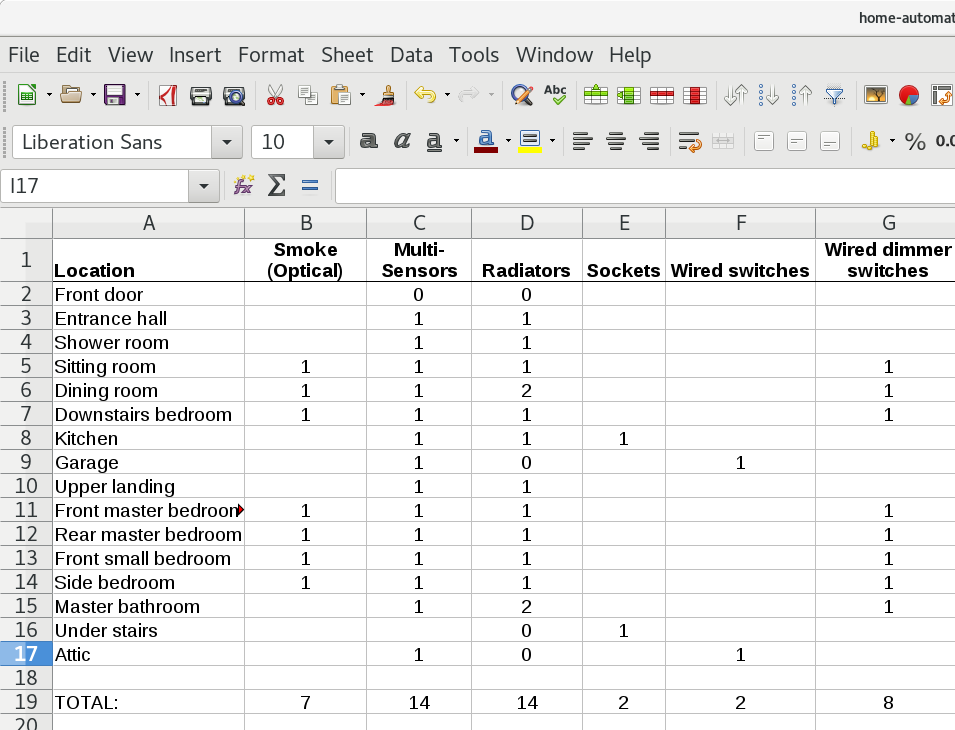 home-automat
File Edit View Insert Format Sheet Data Tools Window Help
Abc
Liberation Sans 10 a a a a % 0.0
I17 fx Σ =
A B C D E F G
1 Location Smoke (Optical) Multi-Sensors Radiators Sockets Wired switches Wired dimmer switches
2 Front door 0 0
3 Entrance hall 1 1
4 Shower room 1 1
5 Sitting room 1 1 1 1
6 Dining room 1 1 2 1
7 Downstairs bedroom 1 1 1 1
8 Kitchen 1 1 1
9 Garage 1 0 1
10 Upper landing 1 1
11 Front master bedroom 1 1 1 1
12 Rear master bedroom 1 1 1 1
13 Front small bedroom 1 1 1 1
14 Side bedroom 1 1 1 1
15 Master bathroom 1 2 1
16 Under stairs 0 1
17 Attic 1 0 1
18
19 TOTAL: 7 14 14 2 2 8
20